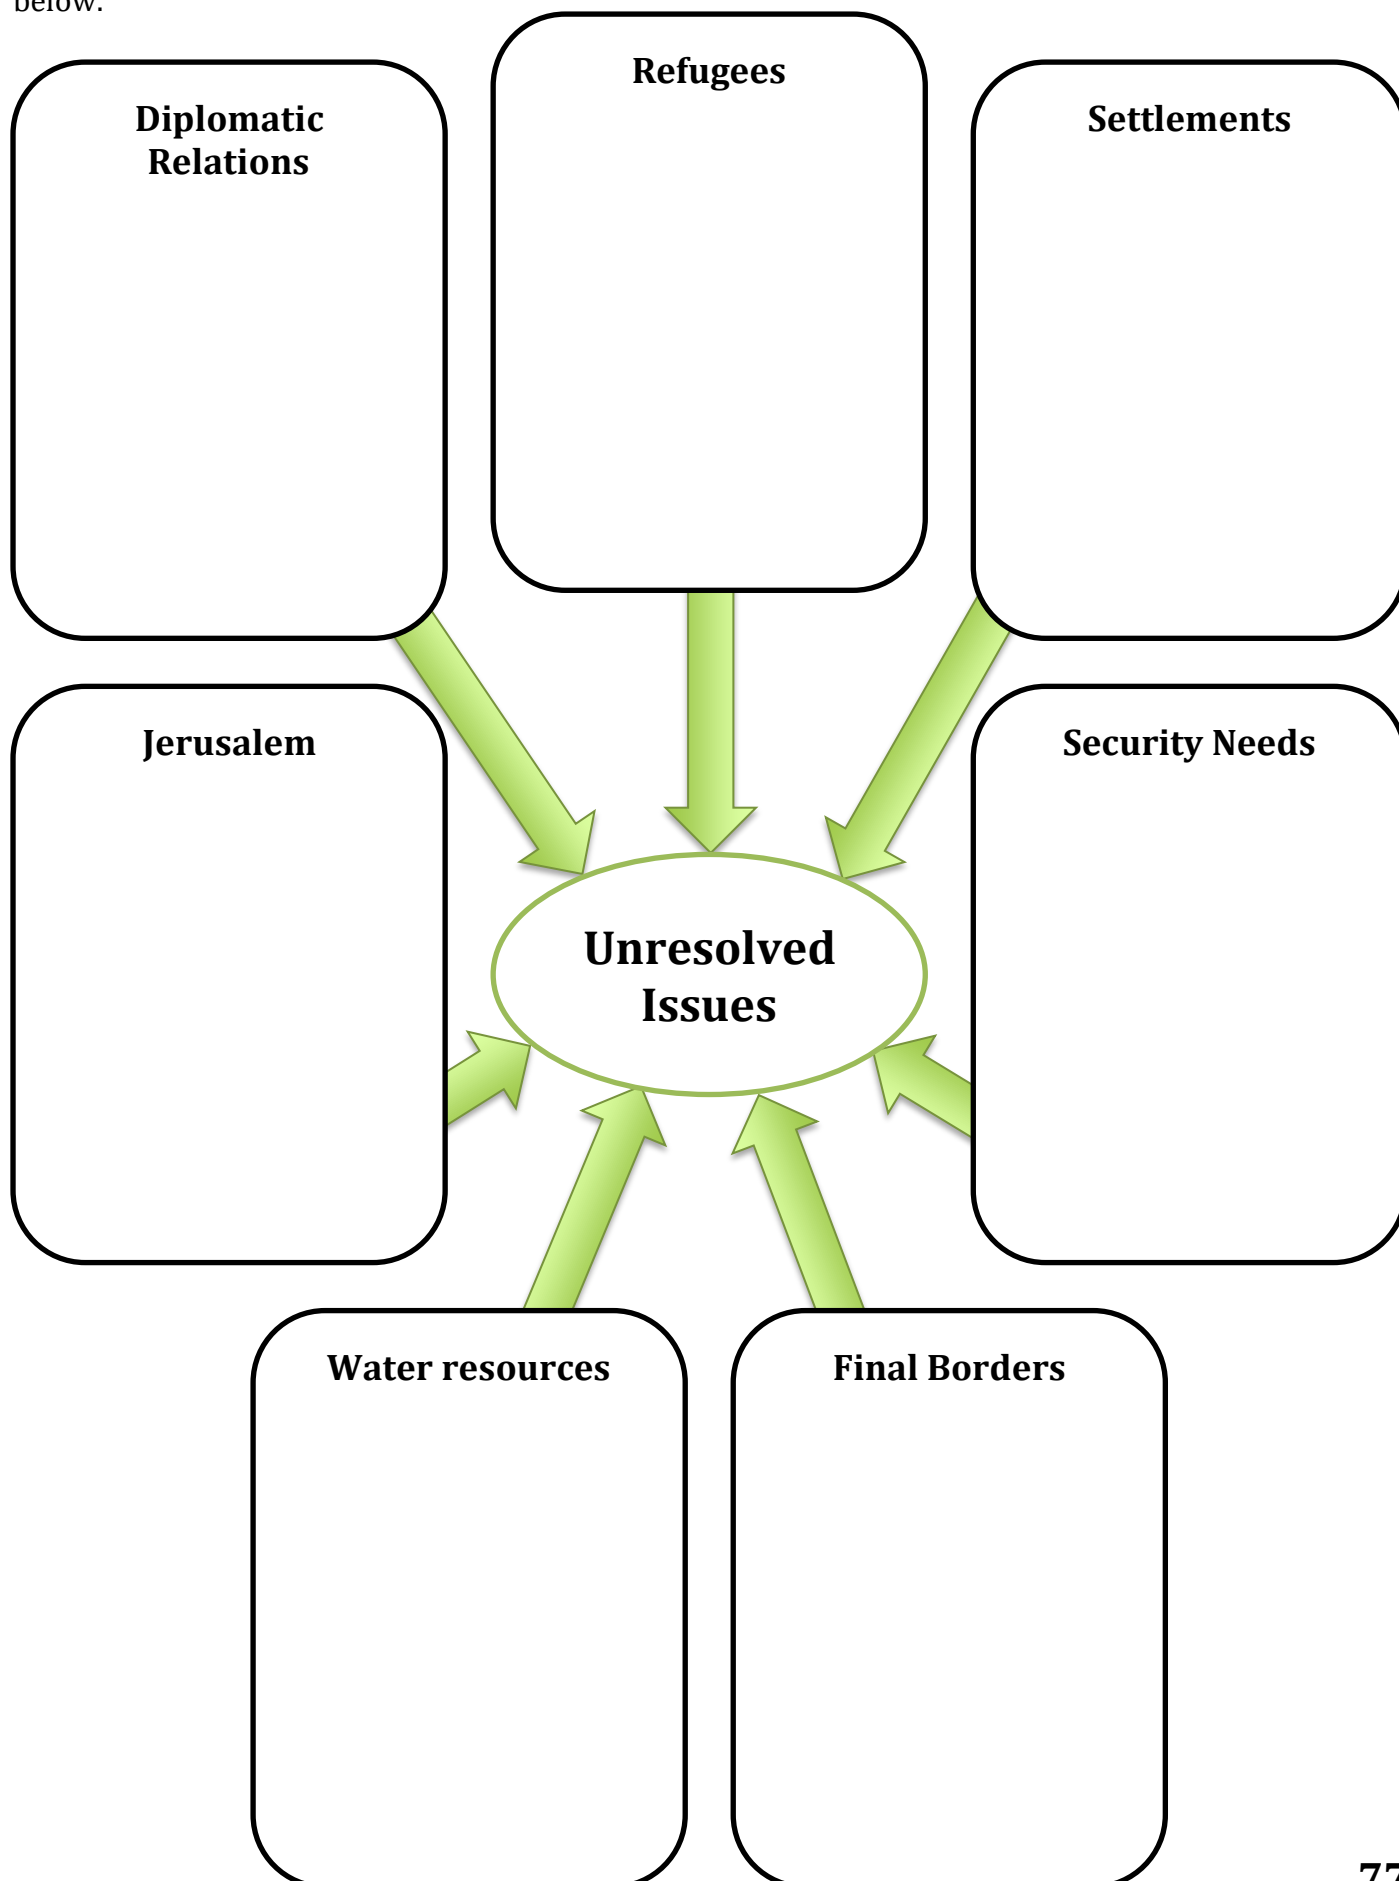 below.
Refugees
Diplomatic
Relations
Settlements
Jerusalem
Security Needs
Unresolved
Issues
Water resources
Final Borders
77